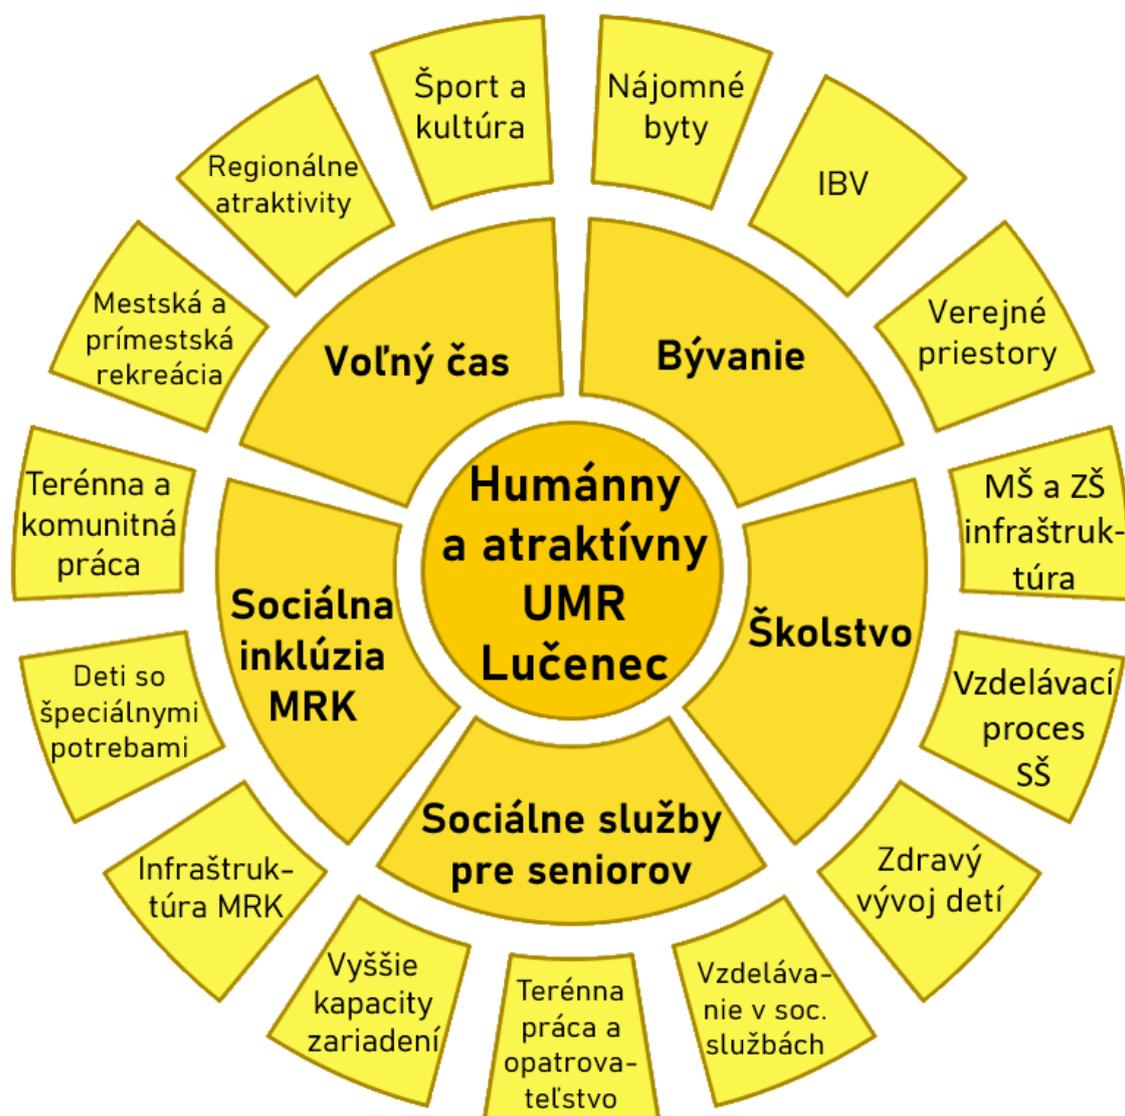 Humánny
a atraktívny
UMR
Lučenec
Bývanie
Nájomné
byty
IBV
Verejné
priestory
Školstvo
MŠ a ZŠ
infraštruk-
túra
Vzdelávací
proces
SŠ
Zdravý
vývoj detí
Sociálne služby
pre seniorov
Vzdeláva-
nie v soc.
službách
Terénna
práca a
opatrova-
teľstvo
Vyššie
kapacity
zariadení
Sociálna
inklúzia
MRK
Infraštruk-
túra MRK
Deti so
špeciálnymi
potrebami
Terénna a
komunitná
práca
Voľný čas
Mestská a
prímestská
rekreácia
Regionálne
atraktivity
Šport a
kultúra